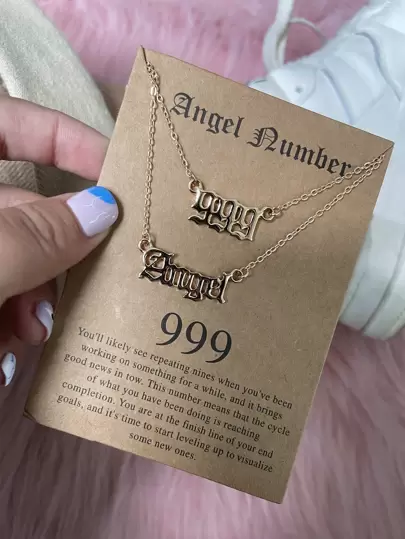 Angel Number
999
Angel
999
You'll likely see repeating nines when you've been
working on something for a while, and it brings
good news in tow. This number means that the cycle
of what you have been doing is reaching
completion. You are at the finish line of your end
goals, and it's time to start leveling up to visualize
some new ones.